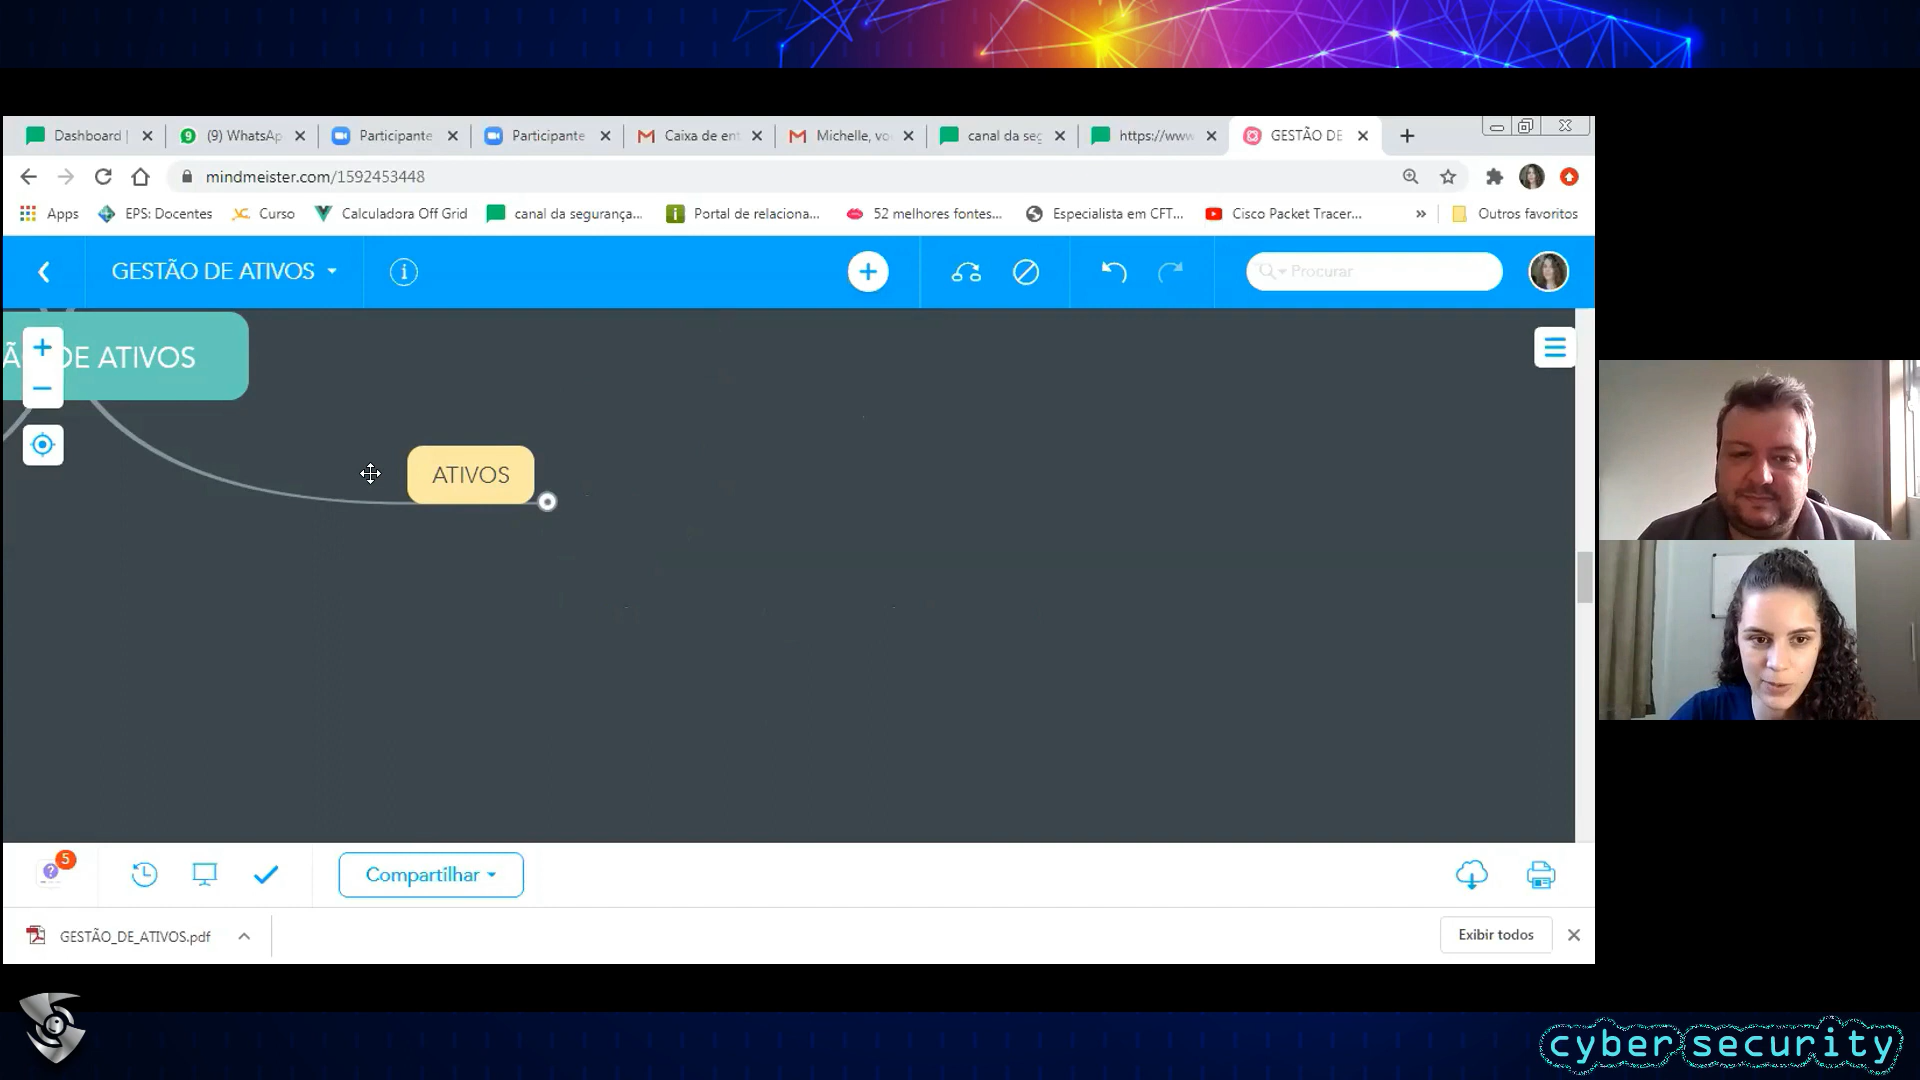 Dashboard |
(9) WhatsAp
Participante
Participante
Caixa de en
Michelle, vo
canal da seg
https://www
GESTÃO DE
mindmeister.com/1592453448
Apps
EPS: Docentes
Curso
Calculadora Off Grid
canal da segurança...
Portal de relaciona...
52 melhores fontes...
Especialista em CFT...
Cisco Packet Tracer...
»
Outros favoritos
GESTÃO DE ATIVOS
Procurar
DE ATIVOS
ATIVOS
5
Compartilhar
GESTÃO_DE_ATIVOS.pdf
Exibir todos
cyber security